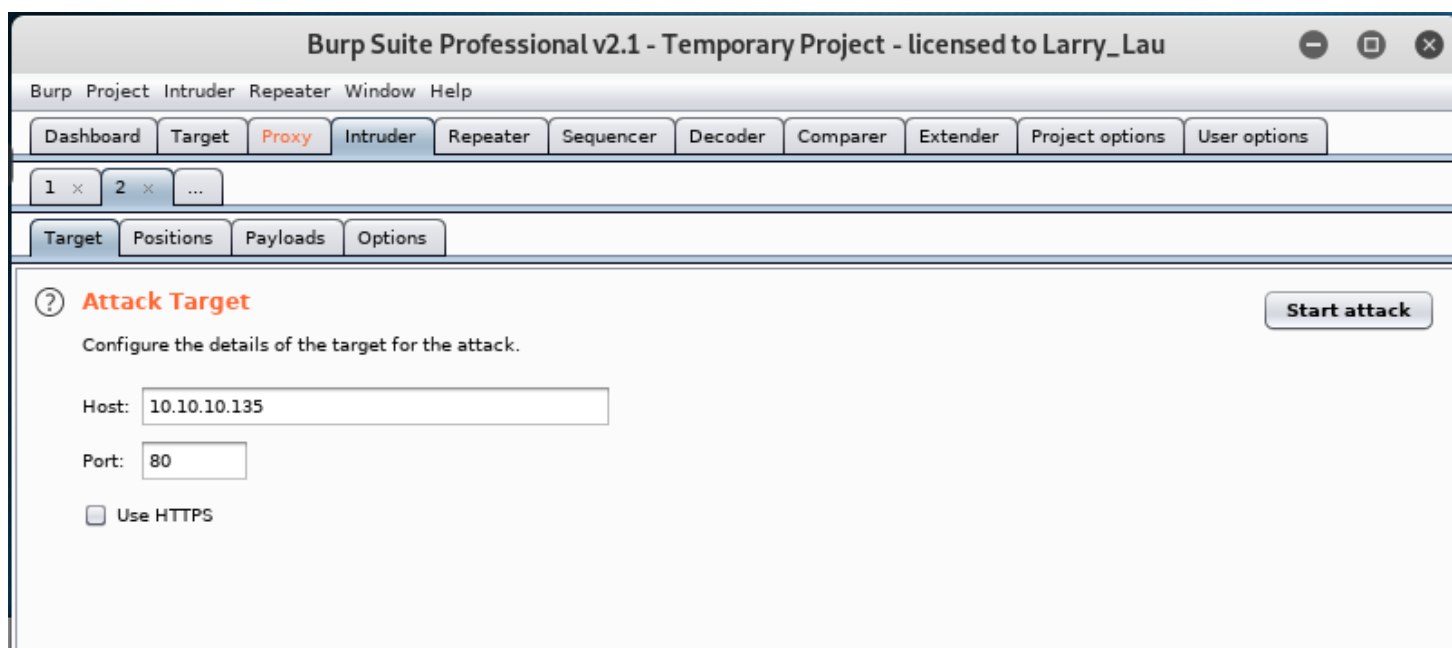 Burp Suite Professional v2.1 - Temporary Project - licensed to Larry_Lau
Burp Project Intruder Repeater Window Help
Dashboard Target Proxy Intruder Repeater Sequencer Decoder Comparer Extender Project options User options
1 × 2 × ...
Target Positions Payloads Options
? Attack Target Start attack
Configure the details of the target for the attack.
Host: 10.10.10.135
Port: 80
Use HTTPS